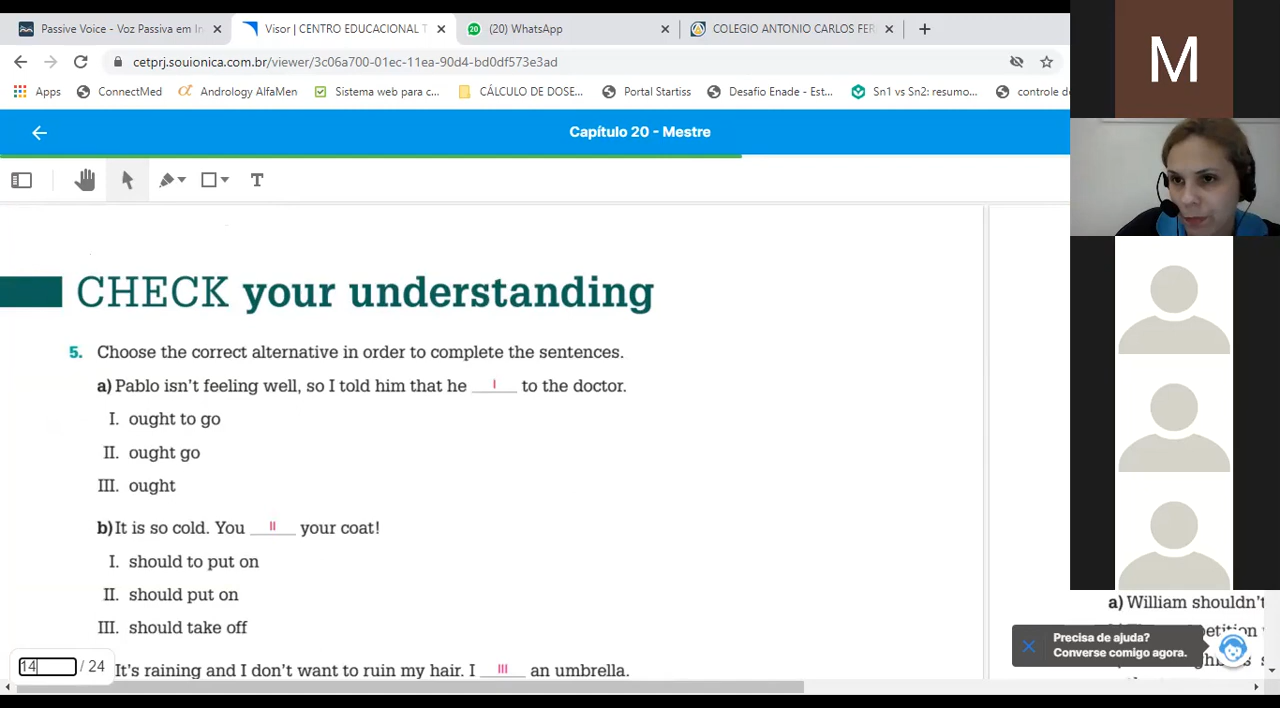 Passive Voice - Voz Passiva em In
Visor | CENTRO EDUCACIONAL T
20 (20) WhatsApp
COLEGIO ANTONIO CARLOS FER
cetprj.souionica.com.br/viewer/3c06a700-01ec-11ea-90d4-bd0df573e3ad
Apps
ConnectMed
Andrology AlfaMen
Sistema web para c...
CÁLCULO DE DOSE...
Portal Startiss
Desafio Enade - Est...
Sn1 vs Sn2: resumo...
controle de
M
Capítulo 20 - Mestre
T
CHECK your understanding
5. Choose the correct alternative in order to complete the sentences.
a) Pablo isn't feeling well, so I told him that he I to the doctor.
I. ought to go
II. ought go
III. ought
b) It is so cold. You II your coat!
I. should to put on
II. should put on
III. should take off
It's raining and I don't want to ruin my hair. I III an umbrella.
14 / 24
a) William shouldn't
Precisa de ajuda?
Converse comigo agora.